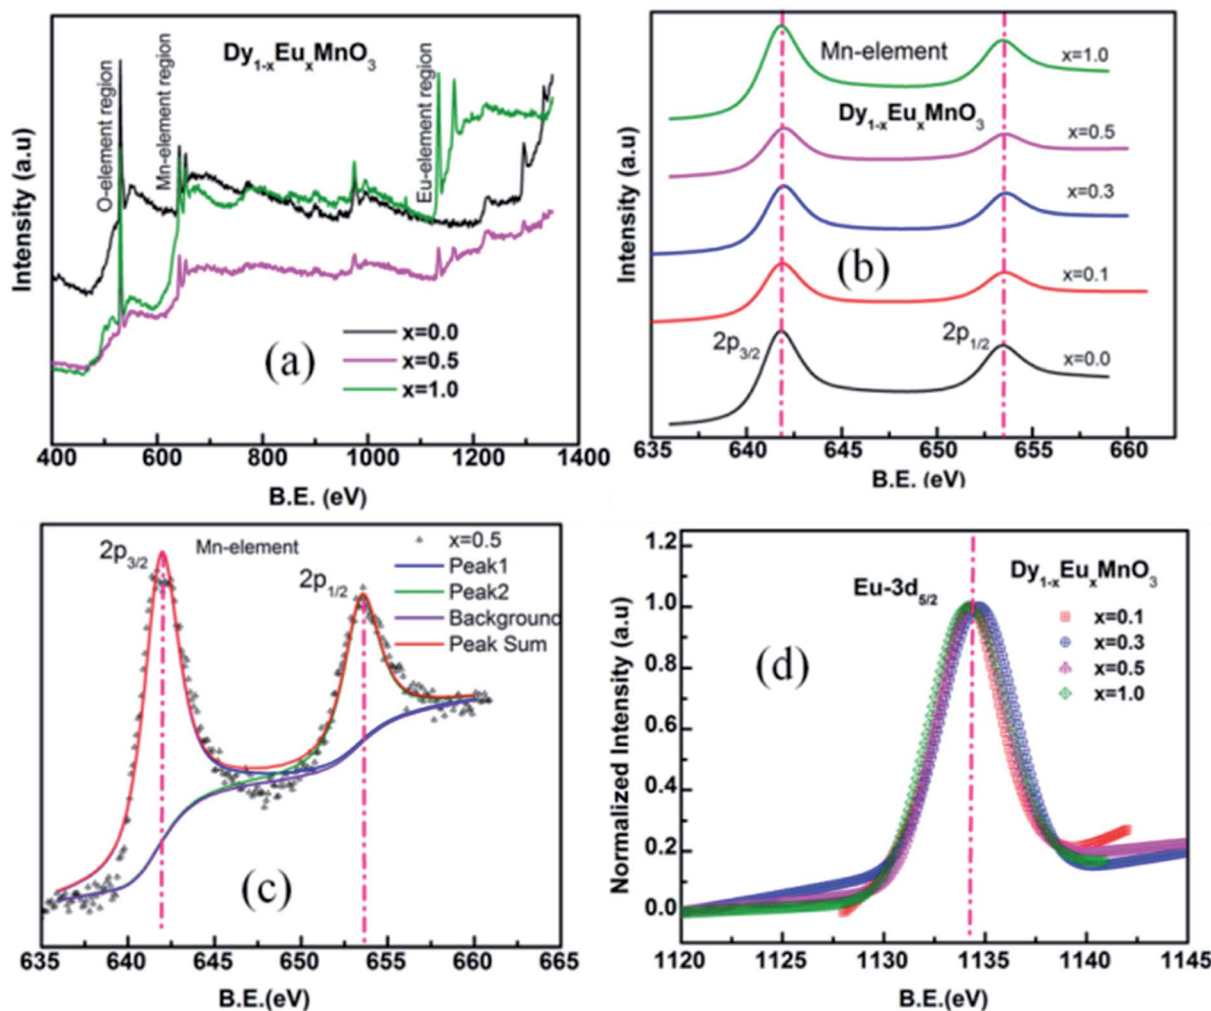 Dy1-xEuxMnO3
O-element region
Mn-element region
Eu-element region
(a)
x=0.0
x=0.5
x=1.0
Intensity (a.u)
400 600 800 1000 1200 1400
B.E. (eV)
Mn-element
x=1.0
Dy1-xEuxMnO3
x=0.5
x=0.3
(b)
x=0.1
2p3/2
2p1/2
x=0.0
Intensity (a.u)
635 640 645 650 655 660
B.E. (eV)
2p3/2
Mn-element
2p1/2
x=0.5
Peak1
Peak2
Background
Peak Sum
(c)
635 640 645 650 655 660 665
B.E.(eV)
1.2
1.0
0.8
0.6
0.4
0.2
0.0
Normalized Intensity (a.u)
Eu-3d5/2
Dy1-xEuxMnO3
x=0.1
x=0.3
x=0.5
x=1.0
(d)
1120 1125 1130 1135 1140 1145
B.E.(eV)